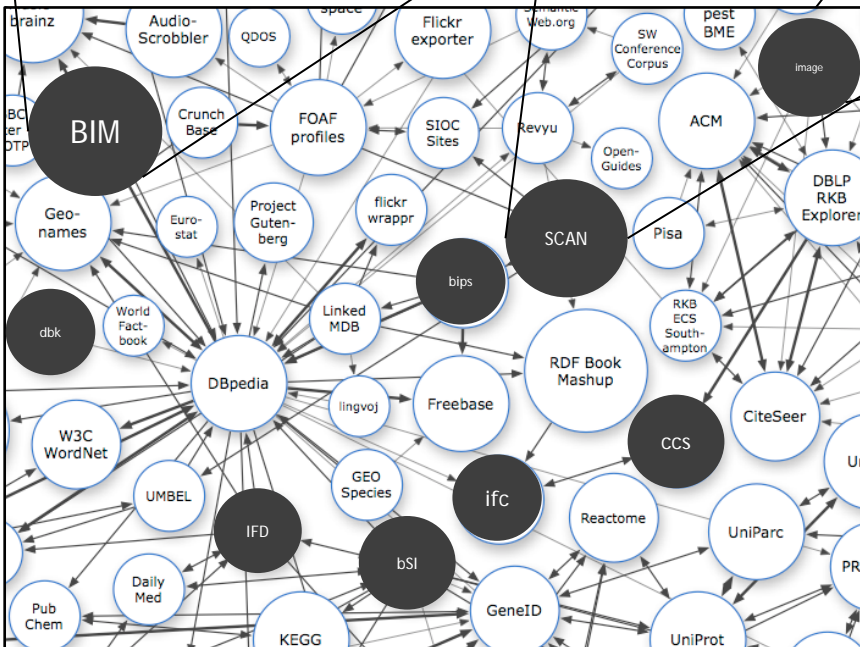 brainz
Audio-
Scrobbler
QDOS
space
Flickr
exporter
Semantic
Web.org
SW
Conference
Corpus
pest
BME
image
BIM
Crunch
Base
FOAF
profiles
SIOC
Sites
Revyu
Open-
Guides
ACM
DBLP
RKB
Explorer
Geo-
names
Euro-
stat
Project
Guten-
berg
flickr
wrappr
SCAN
Pisa
bips
dbk
World
Fact-
book
Linked
MDB
RKB
ECS
South-
ampton
DBpedia
lingvoj
Freebase
RDF Book
Mashup
CiteSeer
W3C
WordNet
CCS
UMBEL
GEO
Species
ifc
Reactome
UniParc
IFD
bSI
Daily
Med
Pub
Chem
KEGG
GeneID
UniProt
PR